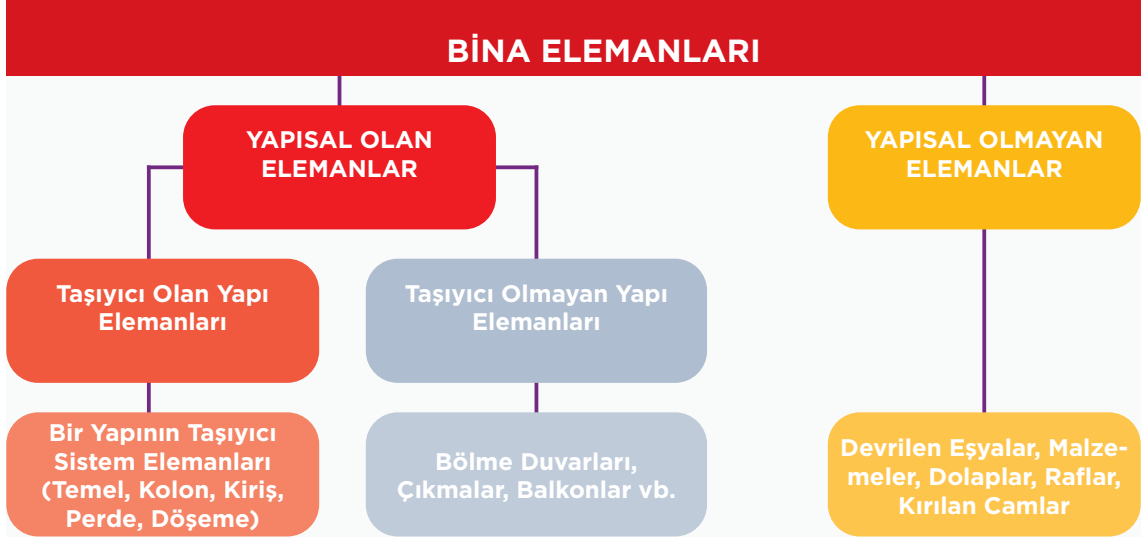 BİNA ELEMANLARI
YAPISAL OLAN
ELEMANLAR
YAPISAL OLMAYAN
ELEMANLAR
Taşıyıcı Olan Yapı
Elemanları
Taşıyıcı Olmayan Yapı
Elemanları
Bir Yapının Taşıyıcı
Sistem Elemanları
(Temel, Kolon, Kiriş,
Perde, Döşeme)
Bölme Duvarları,
Çıkmalar, Balkonlar vb.
Devrilen Eşyalar, Malze-
meler, Dolaplar, Raflar,
Kırılan Camlar